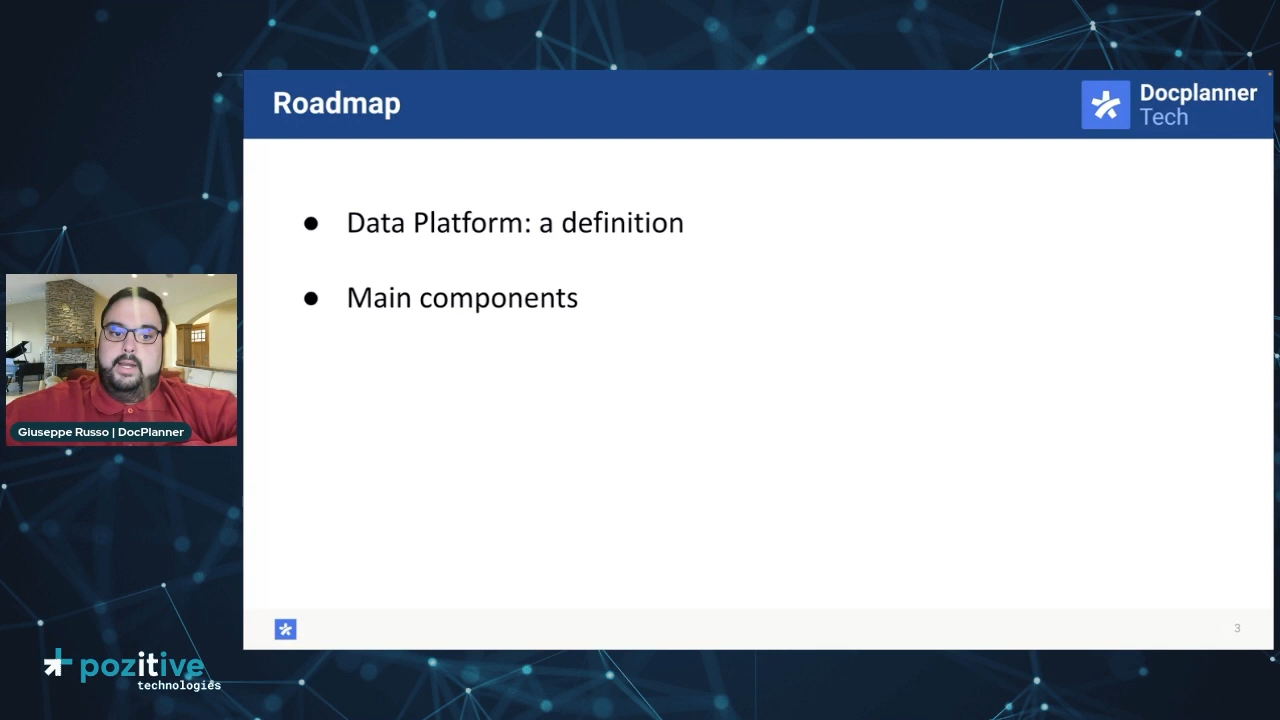 Roadmap
Docplanner
Tech
● Data Platform: a definition
● Main components
Giuseppe Russo | DocPlanner
3
pozitive
technologies